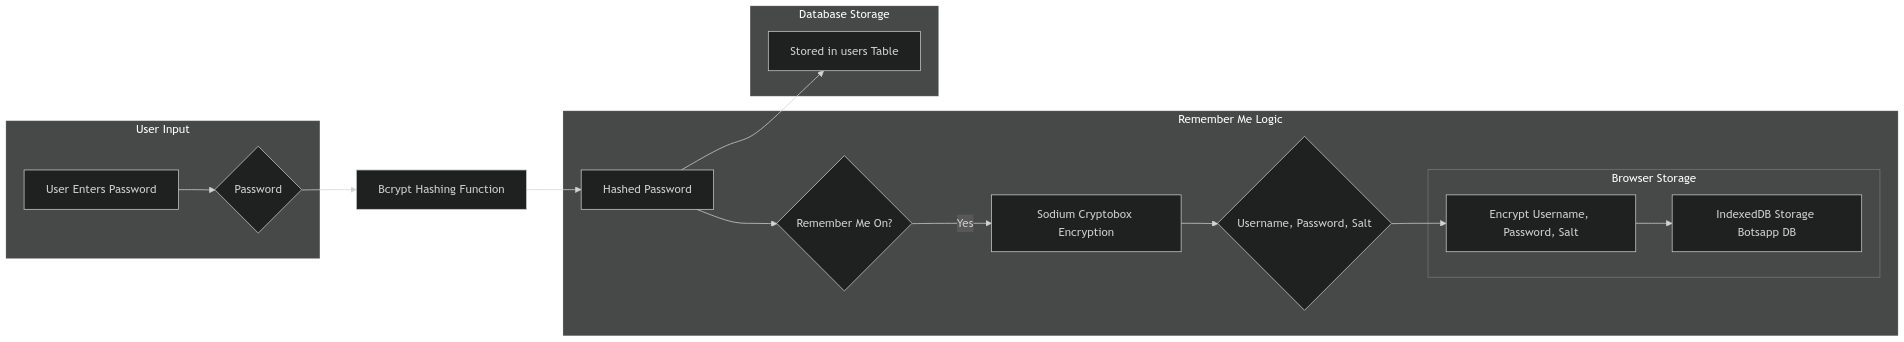 Database Storage
Stored in users Table
User Input
User Enters Password
Password
Bcrypt Hashing Function
Remember Me Logic
Hashed Password
Remember Me On?
Yes
Sodium Cryptobox
Encryption
Username, Password, Salt
Browser Storage
Encrypt Username,
Password, Salt
IndexedDB Storage
Botsapp DB